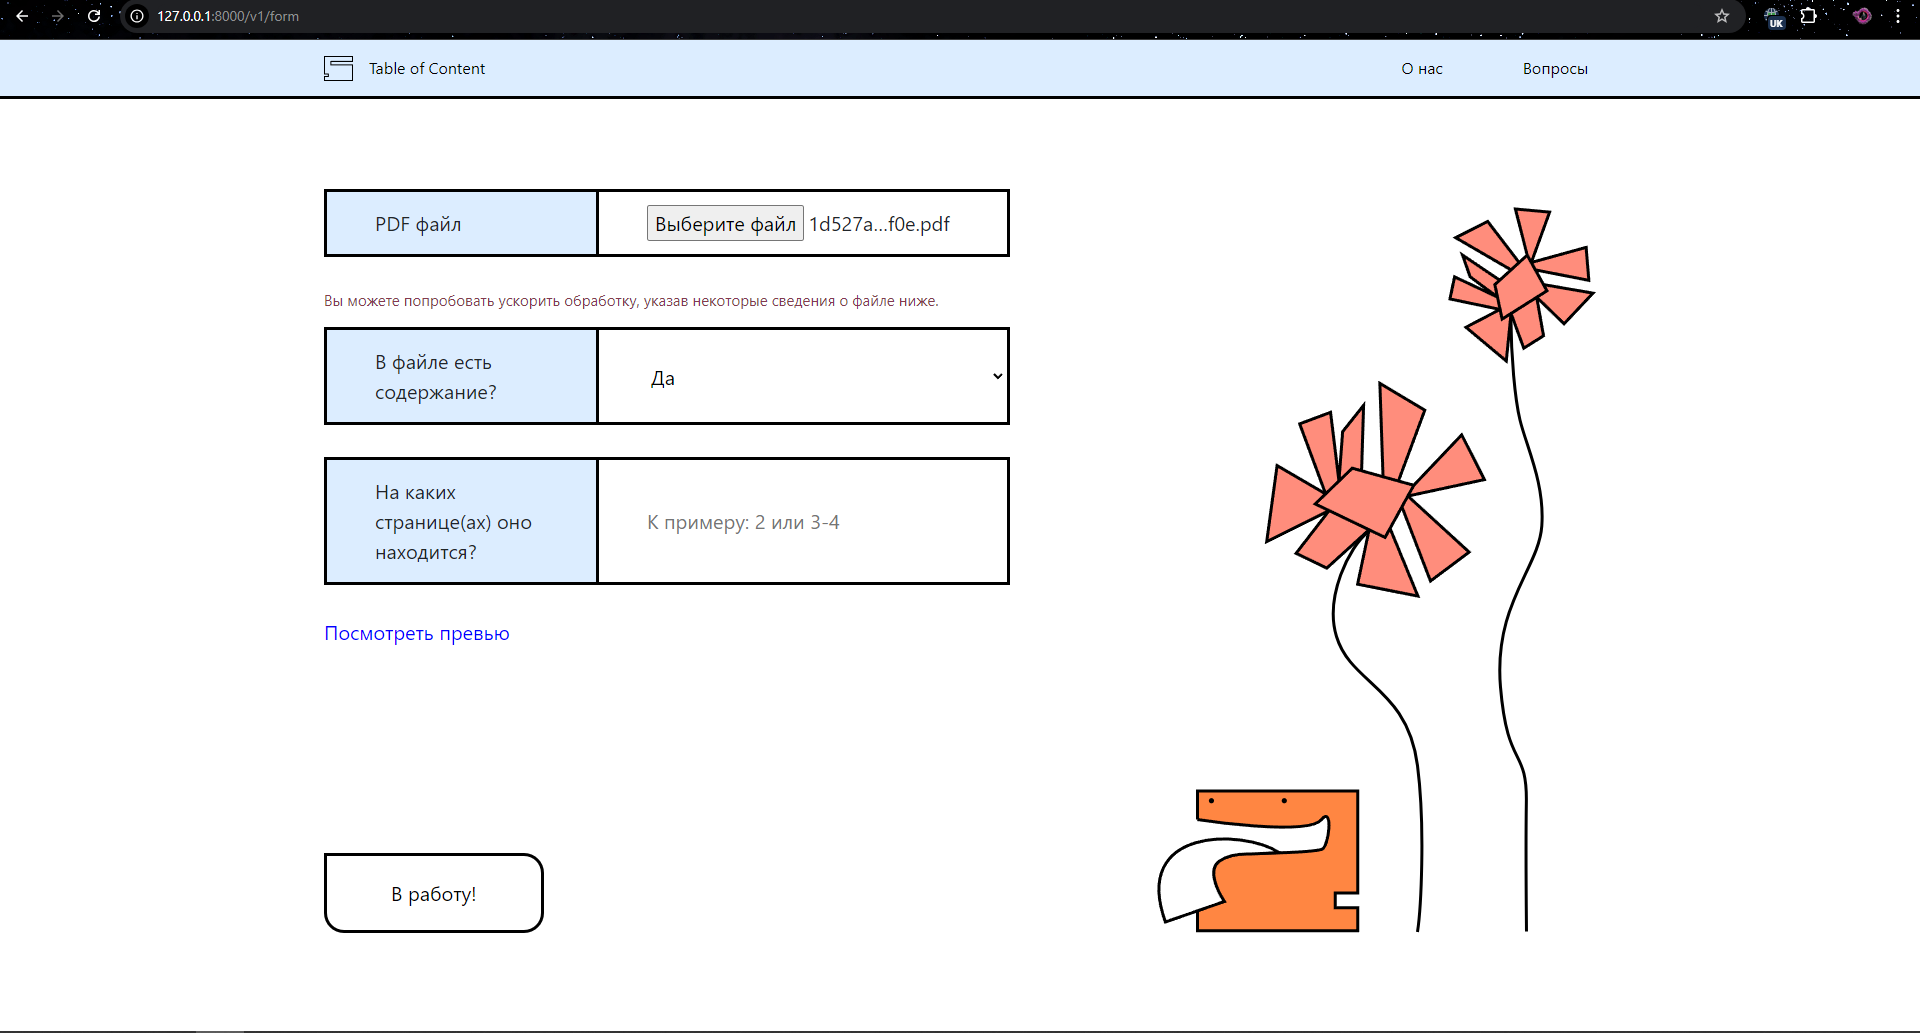 127.0.0.1:8000/v1/form
UK
Table of Content
О нас
Вопросы
PDF файл
Выберите файл 1d527a...f0e.pdf
Вы можете попробовать ускорить обработку, указав некоторые сведения о файле ниже.
В файле есть
содержание?
Да
На каких
странице(ах) оно
находится?
К примеру: 2 или 3-4
Посмотреть превью
В работу!